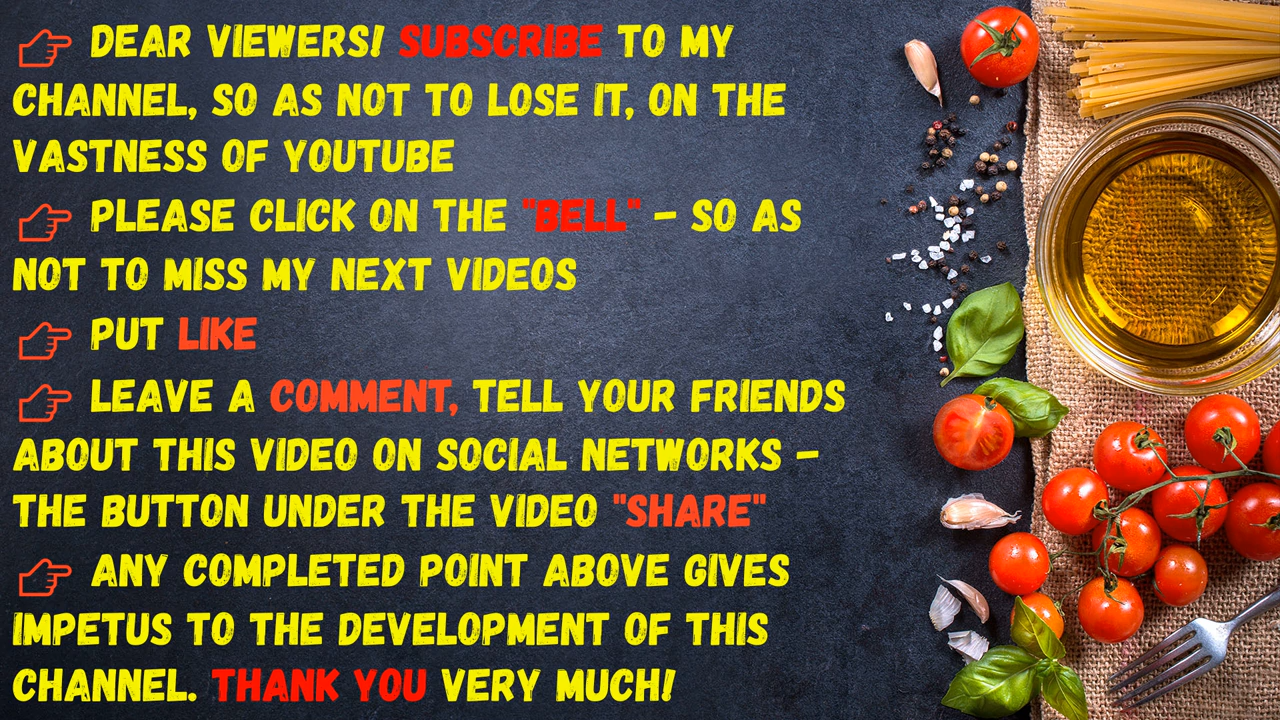 DEAR VIEWERS! SUBSCRIBE TO MY
CHANNEL, SO AS NOT TO LOSE IT, ON THE
VASTNESS OF YOUTUBE
PLEASE CLICK ON THE "BELL" - SO AS
NOT TO MISS MY NEXT VIDEOS
PUT LIKE
LEAVE A COMMENT, TELL YOUR FRIENDS
ABOUT THIS VIDEO ON SOCIAL NETWORKS -
THE BUTTON UNDER THE VIDEO "SHARE"
ANY COMPLETED POINT ABOVE GIVES
IMPETUS TO THE DEVELOPMENT OF THIS
CHANNEL. THANK YOU VERY MUCH!